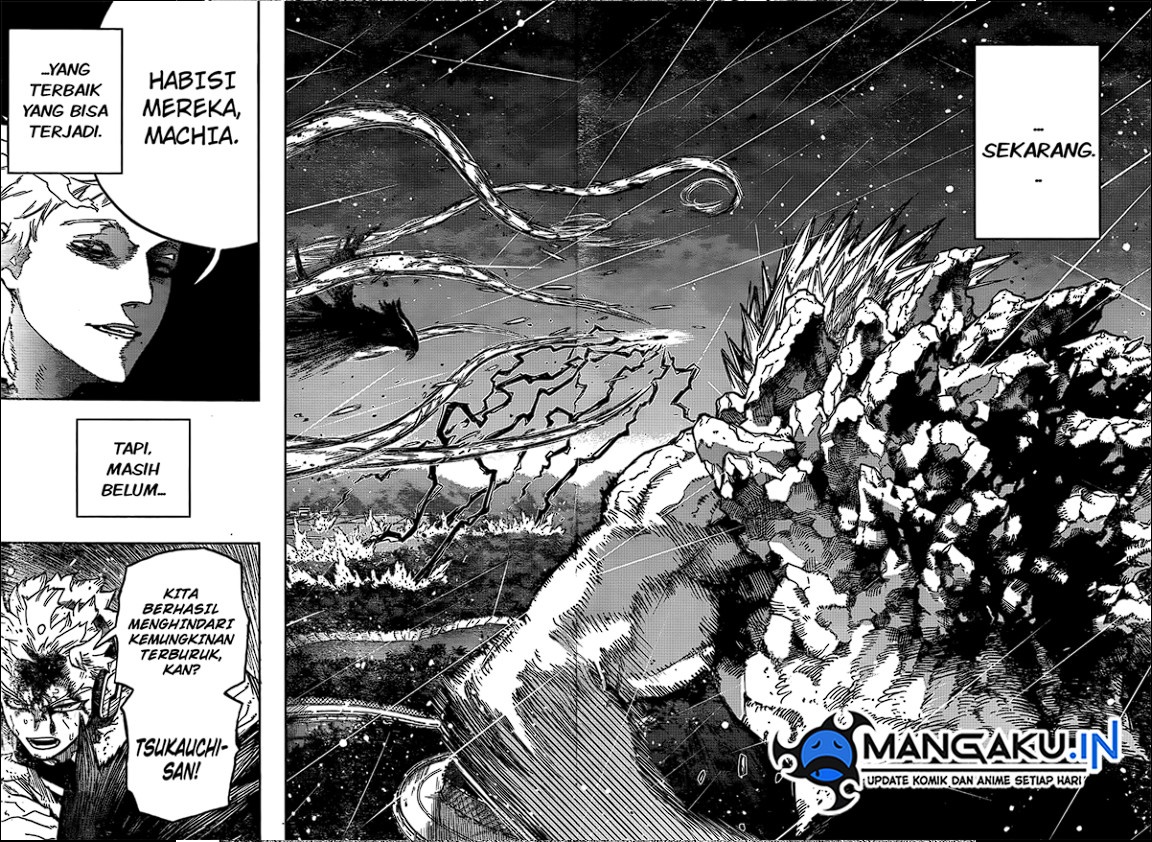 ...
SEKARANG.
..
HABISI
MEREKA,
MACHIA.
...YANG
TERBAIK
YANG BISA
TERJADI.
TAPI,
MASIH
BELUM...
KITA
BERHASIL
MENGHINDARI
KEMUNGKINAN
TERBURUK,
KAN?
TSUKAUCHI-
SAN!
MANGAKU.IN
UPDATE KOMIK DAN ANIME SETIAP HARI